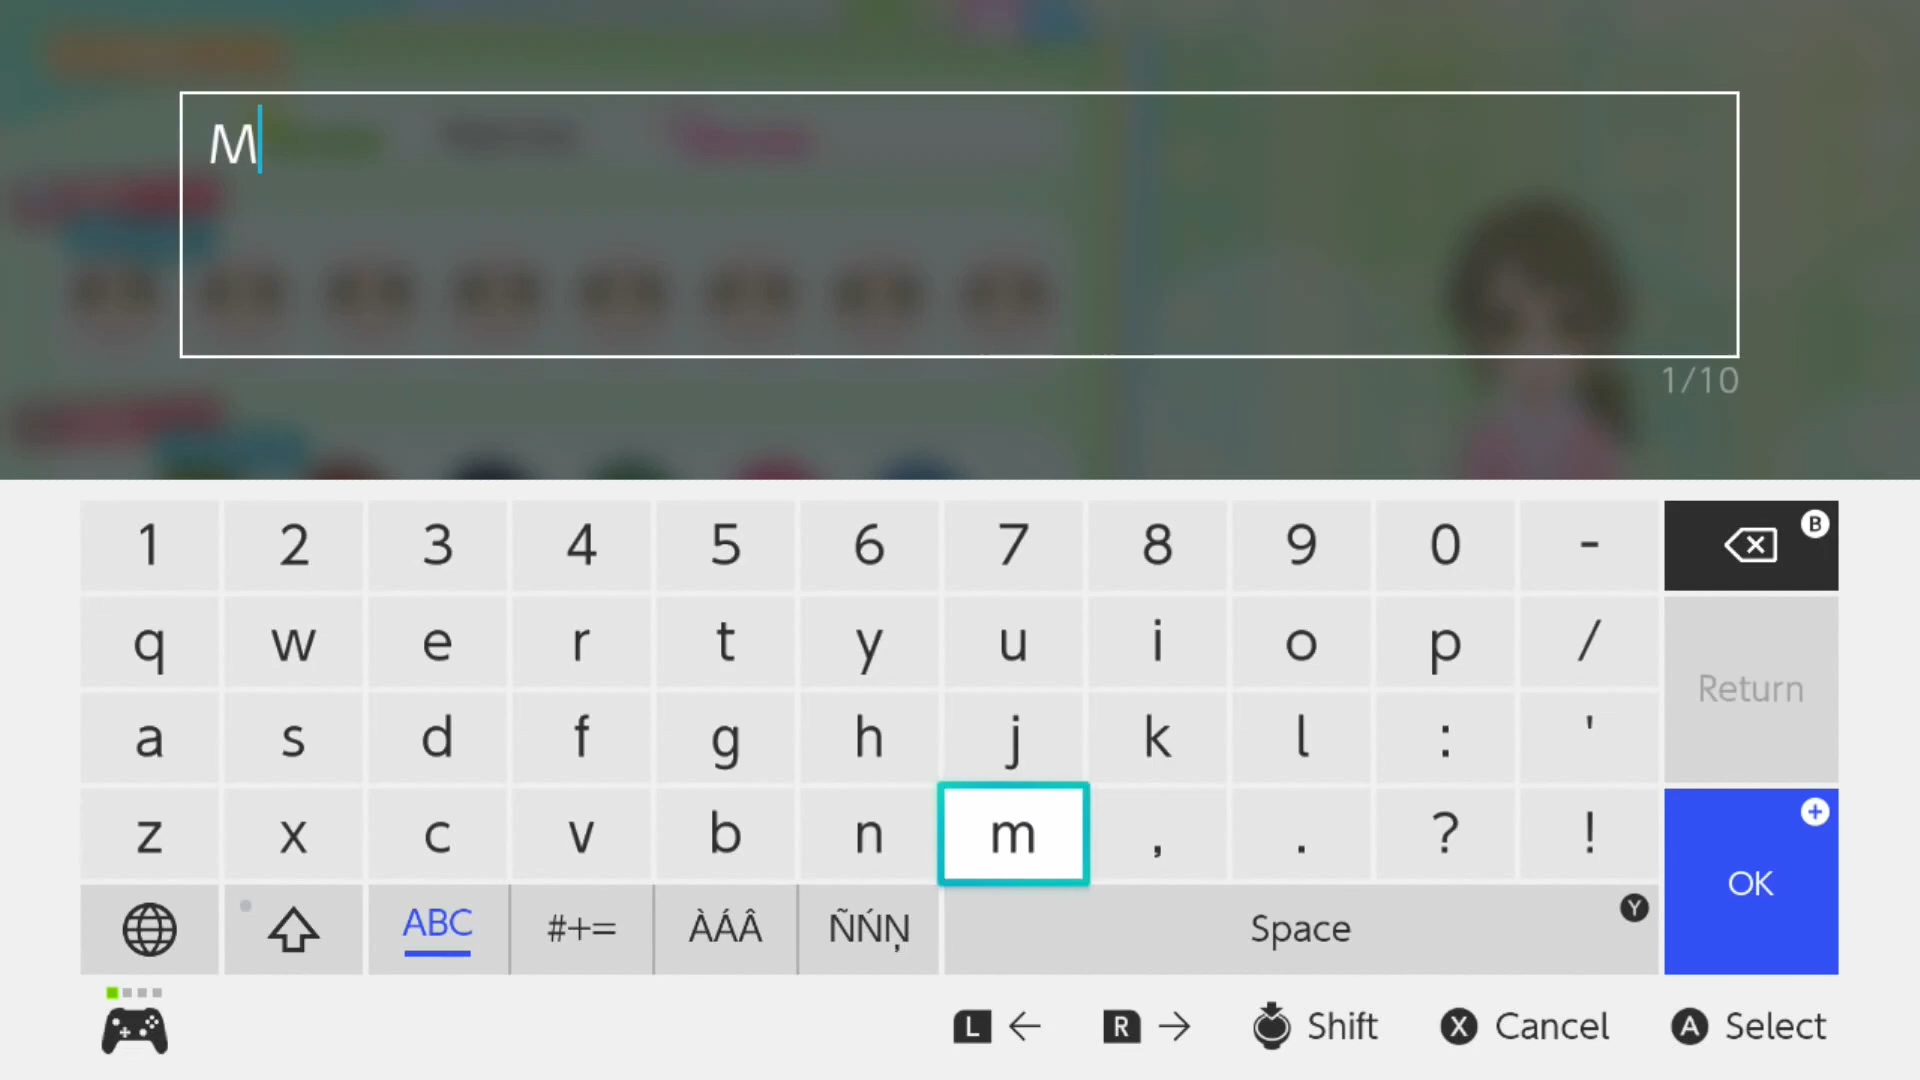 M
1/10
1 2 3 4 5 6 7 8 9 0 - B
q w e r t y u i o p /
Return
a s d f g h j k l : '
z x c v b n m , . ? !
+
OK
ABC #+= ÀÁÂ ÑŃŅ Space Y
L ← R → Shift X Cancel A Select